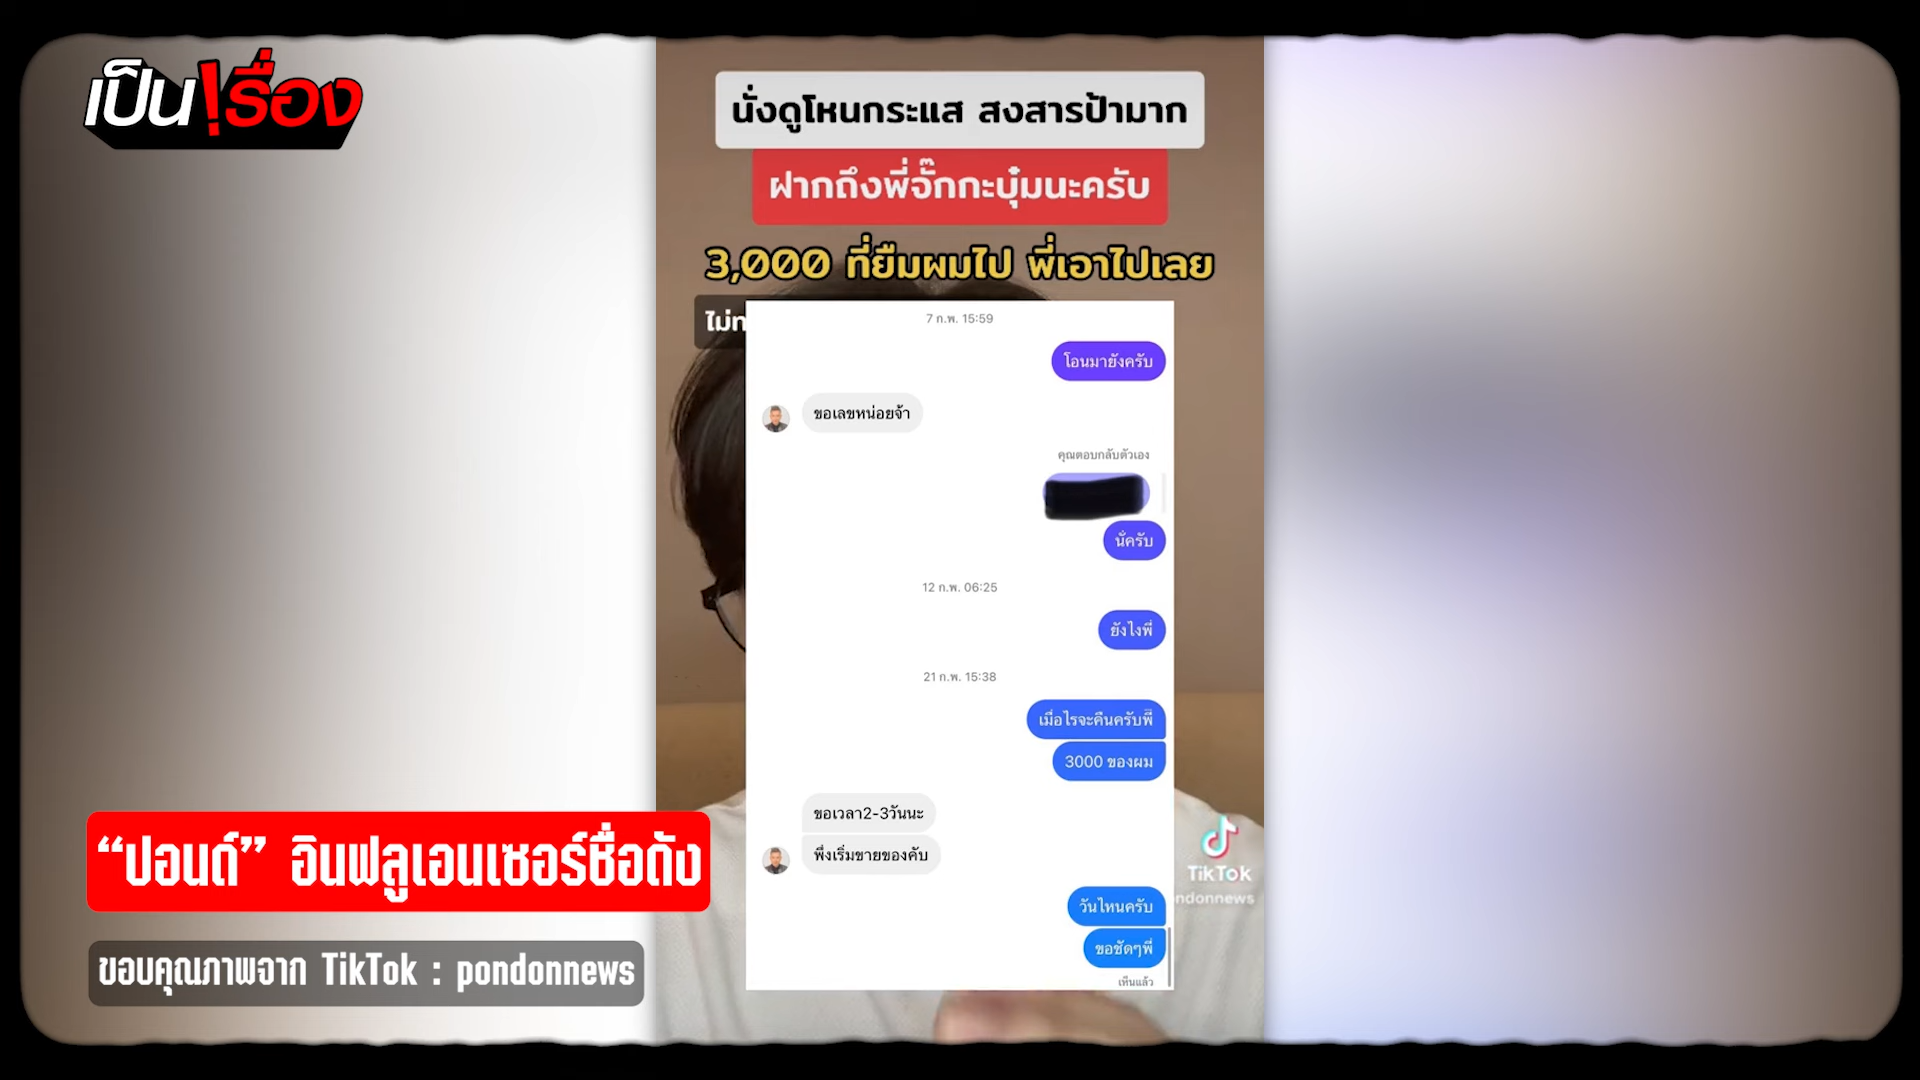 เป็น!รื่อง
นั่งดูโหนกระแส สงสารป้ามาก
ฝากถึงพี่จั๊กกะบุ๋มนะครับ
3,000 ที่ยืมผมไป พี่เอาไปเลย
7 ก.พ. 15:59
โอนมายังครับ
ขอเลขหน่อยจ้า
คุณตอบกลับตัวเอง
นั่ครับ
12 ก.พ. 06:25
ยังไงพี่
21 ก.พ. 15:38
เมื่อไรจะคืนครับพี่
3000 ของผม
ขอเวลา2-3วันนะ
พึ่งเริ่มขายของคับ
วันไหนครับ
ขอชัดๆพี่
เห็นแล้ว
TikTok
ndonnews
“ปอนด์” อินฟลูเอนเซอร์ชื่อดัง
ขอบคุณภาพจาก TikTok : pondonnews